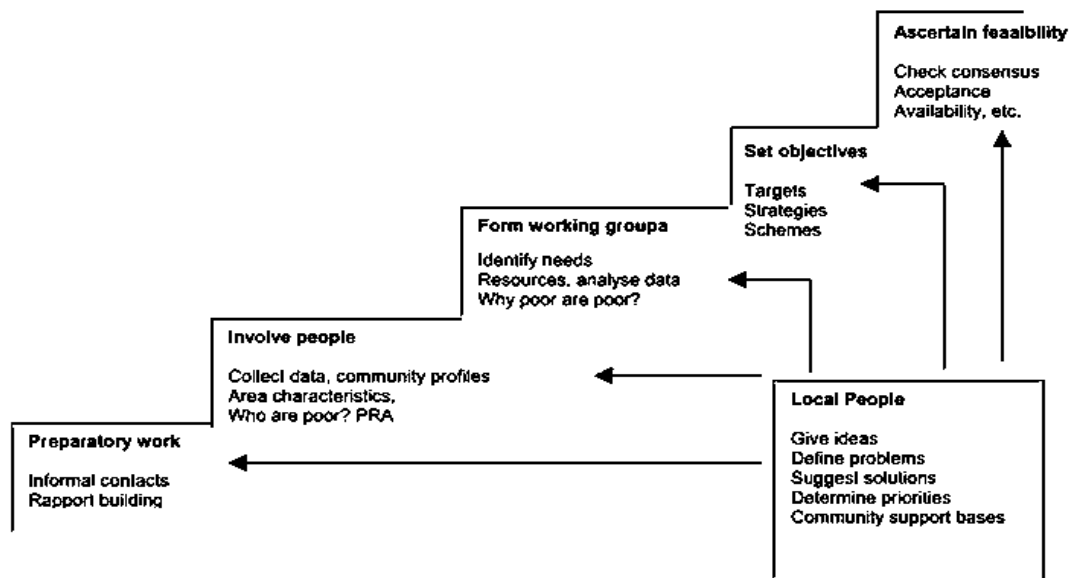 Preparatory work
Informal contacts
Rapport building
Involve people
Collect data, community profiles
Area characteristics,
Who are poor? PRA
Form working groupa
Identify needs
Resources, analyse data
Why poor are poor?
Set objectives
Targets
Strategies
Schemes
Ascertain feaaibility
Check consensus
Acceptance
Availability, etc.
Local People
Give ideas
Define problems
Suggesl solutions
Determine priorities
Community support bases